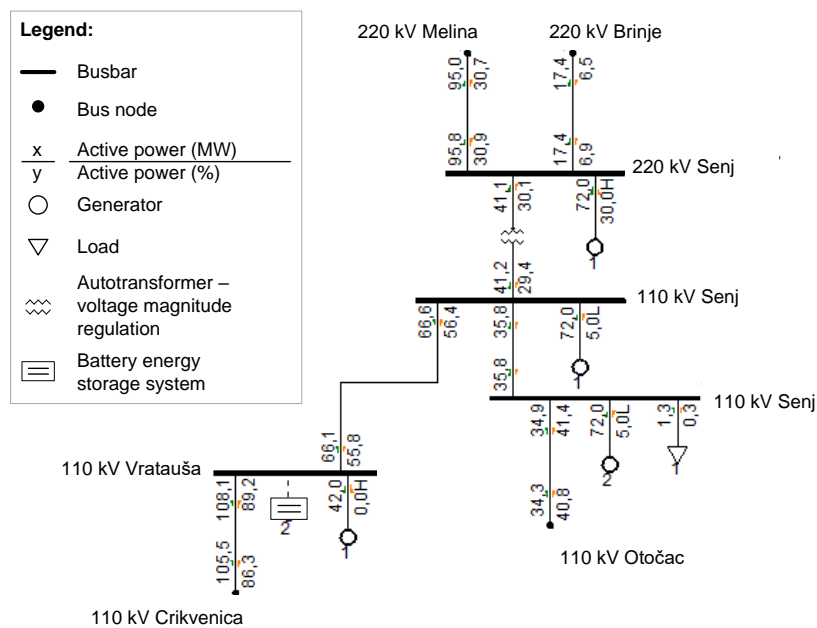 Legend:
Busbar
Bus node
x Active power (MW)
y Active power (%)
Generator
Load
Autotransformer –
voltage magnitude
regulation
Battery energy
storage system
220 kV Melina
220 kV Brinje
95,0
30,7
17,4
6,5
95,8
30,9
17,4
6,9
220 kV Senj
41,1
30,1
72,0
30,0H
1
41,2
29,4
110 kV Senj
66,6
56,4
35,8
72,0
5,0L
1
35,8
110 kV Senj
34,9
41,4
72,0
5,0L
2
1,3
0,3
1
34,3
40,8
110 kV Otočac
66,1
55,8
110 kV Vratauša
108,1
89,2
2
42,0
0,0H
1
105,5
86,3
110 kV Crikvenica